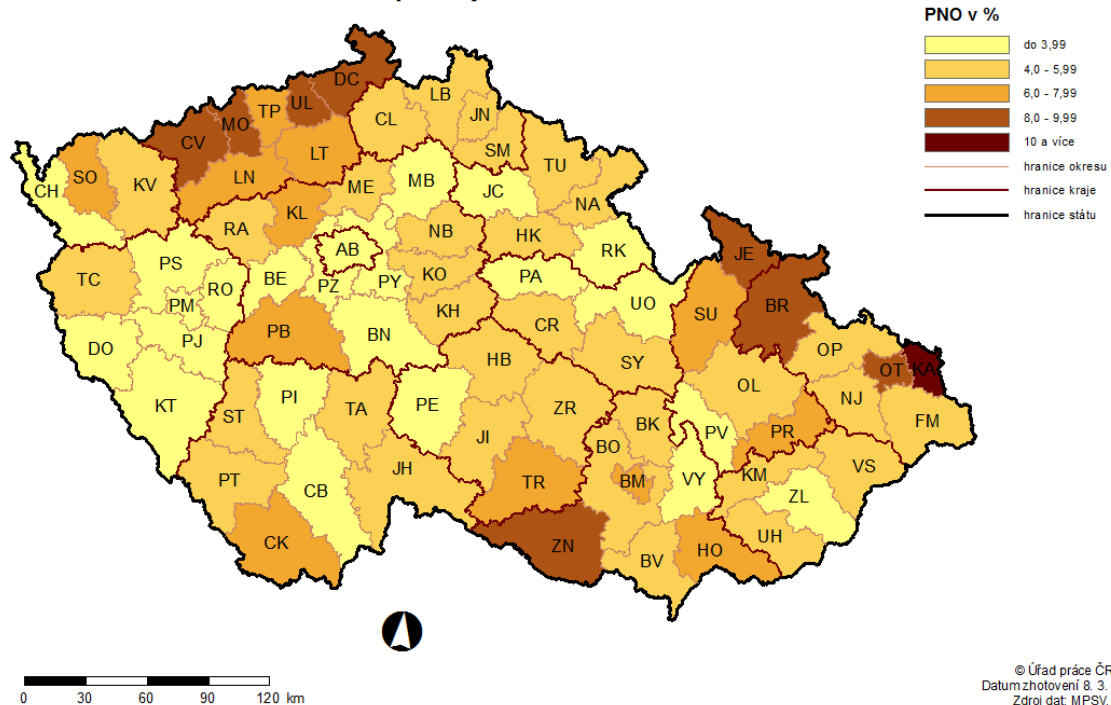 PNO v %
do 3,99
4,0 - 5,99
6,0 - 7,99
8,0 - 9,99
10 a více
hranice okresu
hranice kraje
hranice státu
DC
LB
UL
TP
MO
JN
CL
CV
LT
SM
TU
SO
KV
LN
CH
ME
MB
JC
NA
KL
RA
NB
HK
RK
AB
JE
PS
BE
KO
PA
TC
RO
PZ
PY
UO
BR
PM
KH
SU
PB
CR
BN
PJ
DO
OP
HB
SY
OT
KA
OL
NJ
KT
PI
PE
TA
ZR
ST
BK
PV
PR
FM
JI
BO
VS
JH
PT
TR
BM
VY
KM
CB
ZL
CK
ZN
UH
HO
BV
0 30 60 90 120 km
© Úřad práce ČR
Datum zhotovení 8. 3.
Zdroj dat: MPSV,